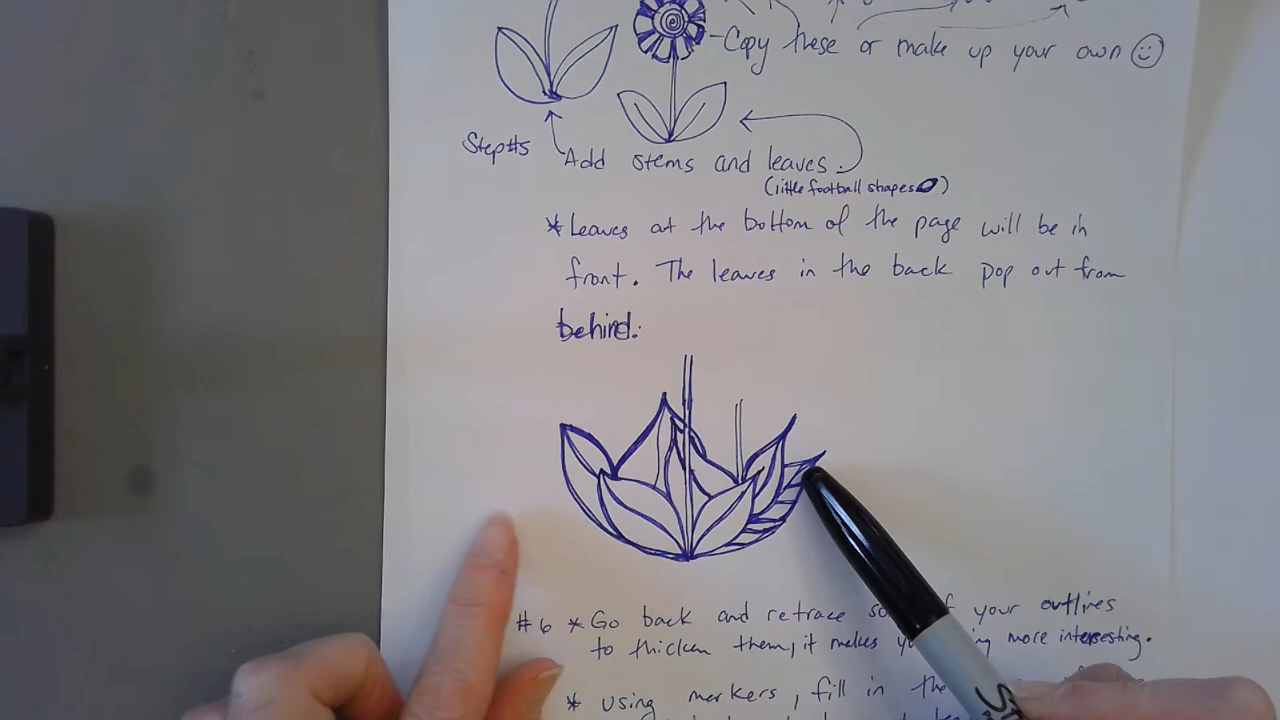 Copy these or make up your own
Step#5
Add stems and leaves.
(little football shapes)
*Leaves at the bottom of the page will be in
front. The leaves in the back pop out from
behind.
#6 * Go back and retrace of your outlines
to thicken them, it makes more interesting.
* using markers, fill in the